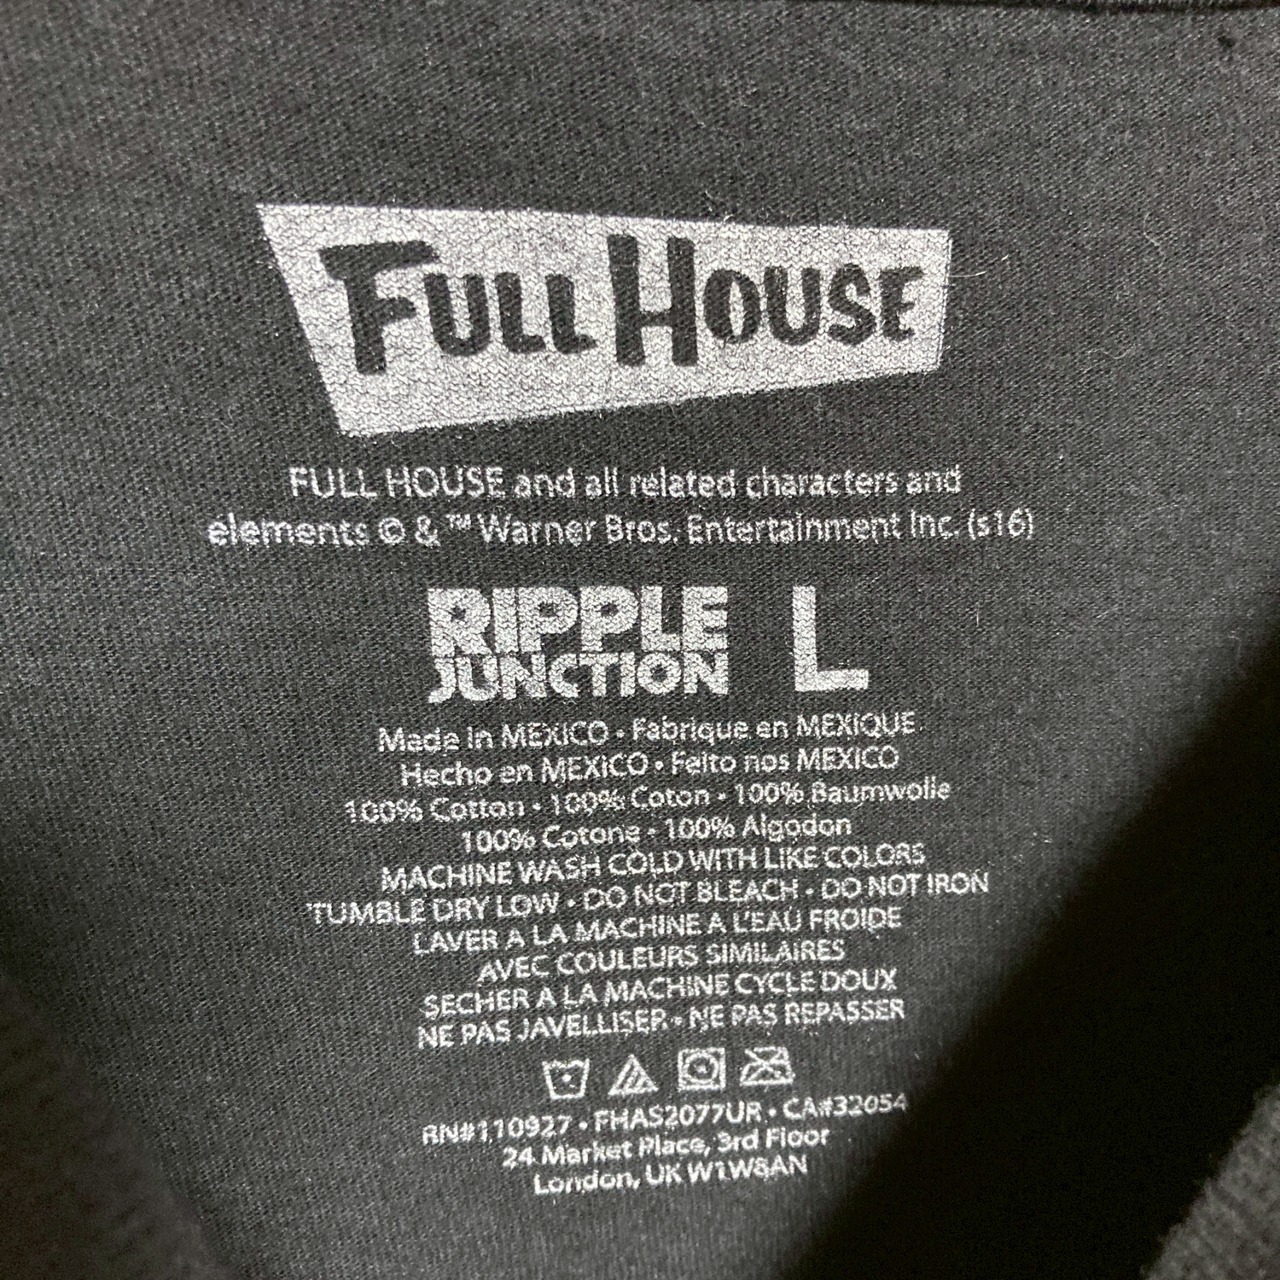 FULL HOUSE
FULL HOUSE and all related characters and
elements © & ™ Warner Bros. Entertainment Inc. (s16)
RIPPLE
JUNCTION
L
Made in MEXICO • Fabrique en MEXIQUE
Hecho en MEXICO • Feito nos MEXICO
100% Cotton • 100% Coton • 100% Baumwolle
100% Cotone • 100% Algodon
MACHINE WASH COLD WITH LIKE COLORS
TUMBLE DRY LOW • DO NOT BLEACH • DO NOT IRON
LAVER A LA MACHINE A L'EAU FROIDE
AVEC COULEURS SIMILAIRES
SECHER A LA MACHINE CYCLE DOUX
NE PAS JAVELLISER • NE PAS REPASSER
RN#110927 • FHAS2077UR • CA#32054
24 Market Place, 3rd Floor
London, UK W1W8AN